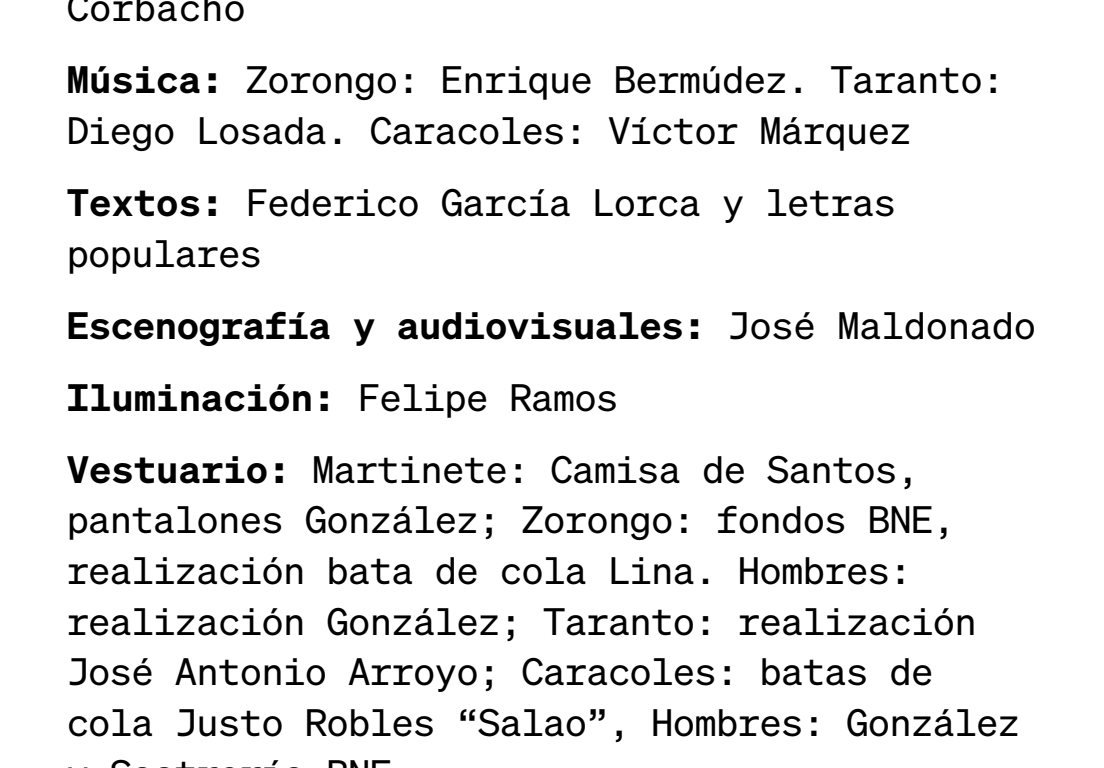 Corbacho
Música: Zorongo: Enrique Bermúdez. Taranto:
Diego Losada. Caracoles: Víctor Márquez
Textos: Federico García Lorca y letras
populares
Escenografía y audiovisuales: José Maldonado
Iluminación: Felipe Ramos
Vestuario: Martinete: Camisa de Santos,
pantalones González; Zorongo: fondos BNE,
realización bata de cola Lina. Hombres:
realización González; Taranto: realización
José Antonio Arroyo; Caracoles: batas de
cola Justo Robles “Salao”, Hombres: González
y Sastrería BNE